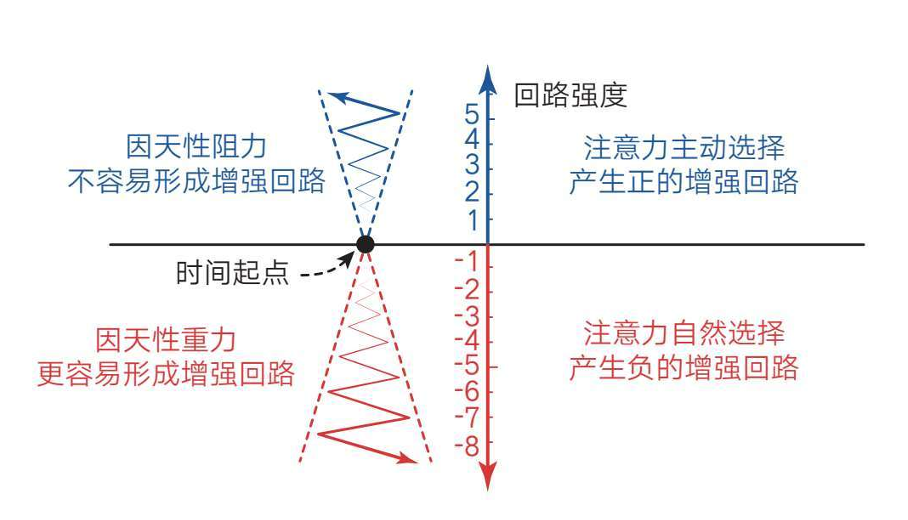 回路强度
5
4
3
2
1
因天性阻力
不容易形成增强回路
注意力主动选择
产生正的增强回路
时间起点
-1
-2
-3
-4
-5
-6
-7
-8
因天性重力
更容易形成增强回路
注意力自然选择
产生负的增强回路